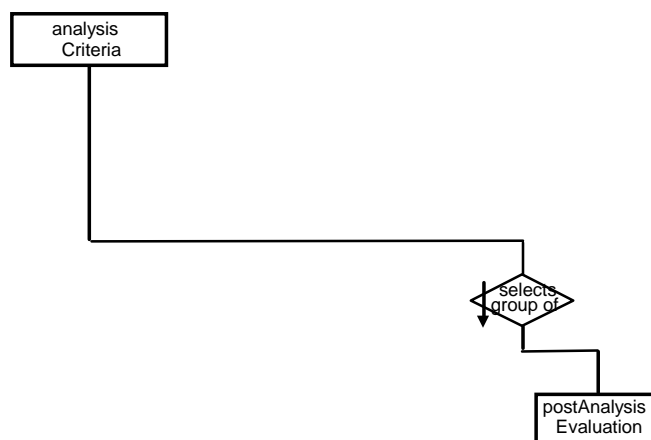 analysis
Criteria
selects
group of
postAnalysis
Evaluation